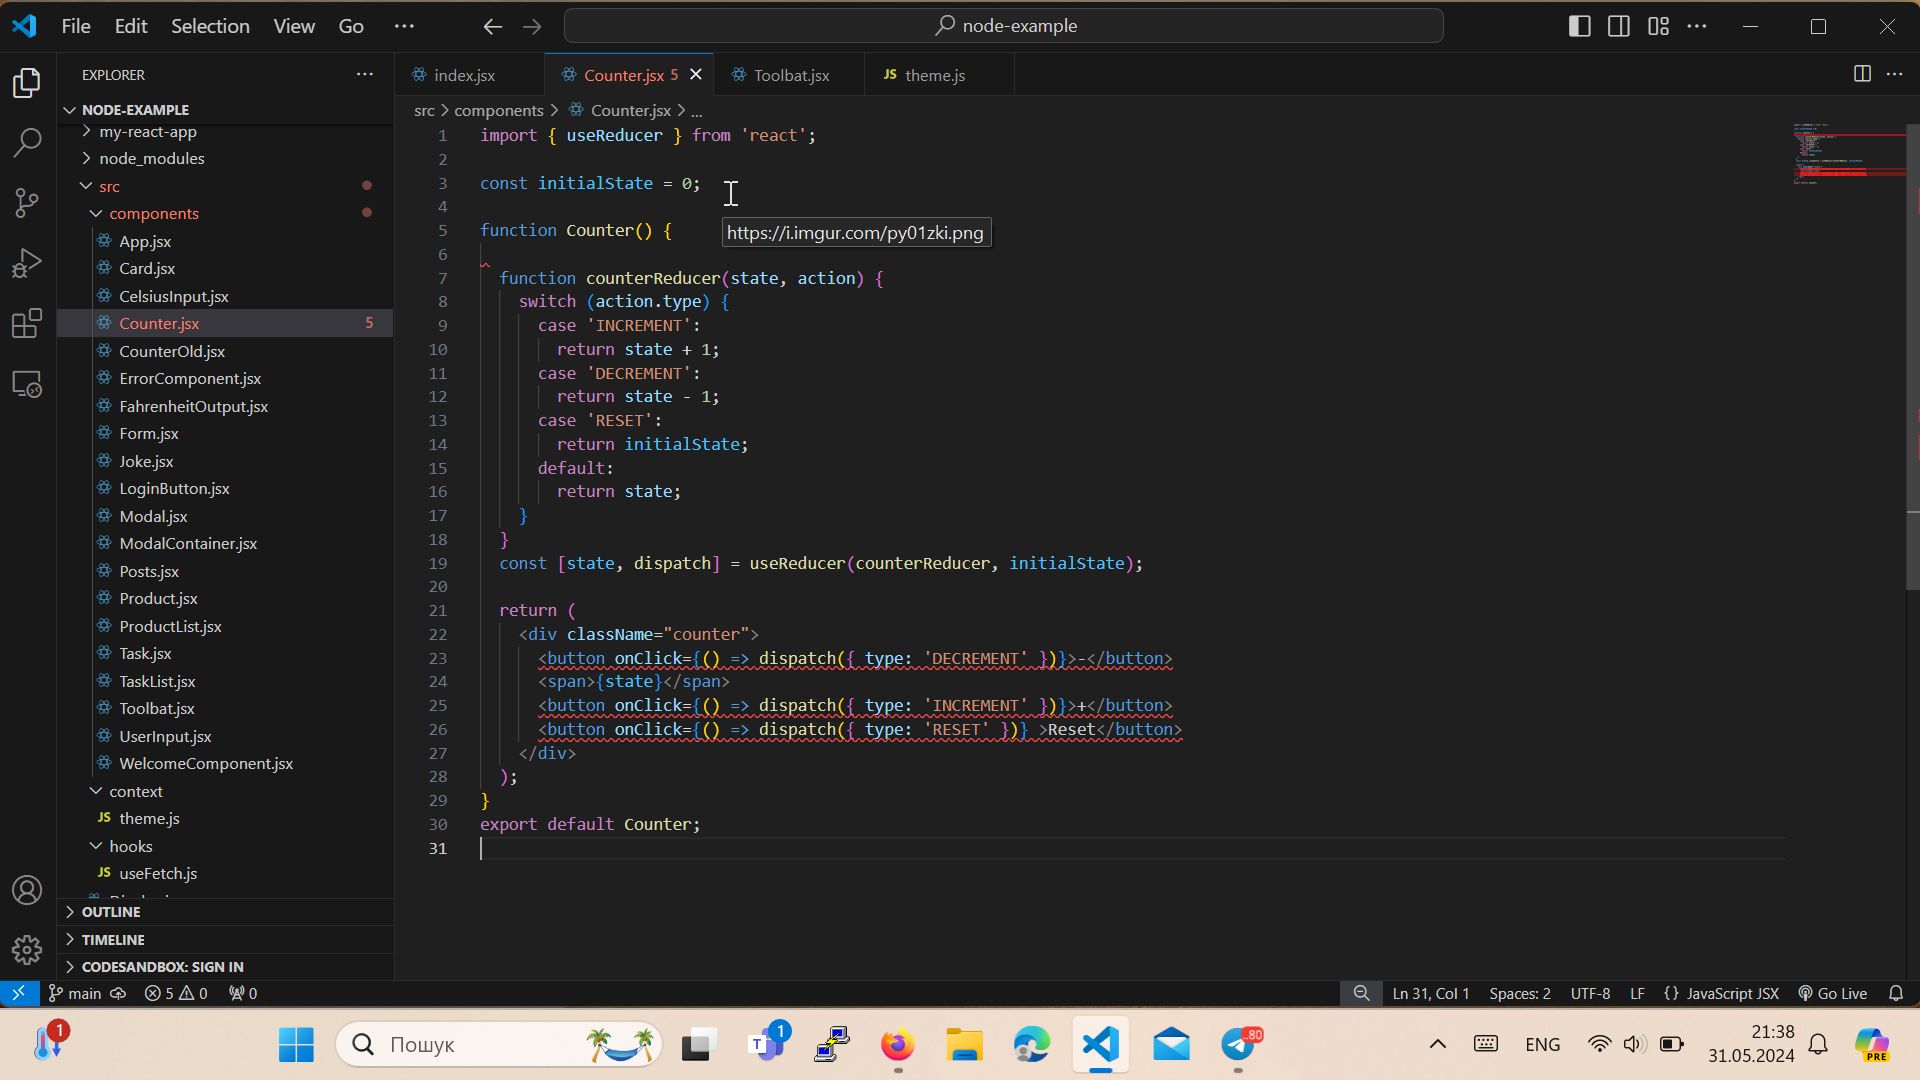 File Edit Selection View Go ··· node-example
EXPLORER ···
NODE-EXAMPLE
my-react-app
node_modules
src
components
App.jsx
Card.jsx
CelsiusInput.jsx
Counter.jsx 5
CounterOld.jsx
ErrorComponent.jsx
FahrenheitOutput.jsx
Form.jsx
Joke.jsx
LoginButton.jsx
Modal.jsx
ModalContainer.jsx
Posts.jsx
Product.jsx
ProductList.jsx
Task.jsx
TaskList.jsx
Toolbat.jsx
UserInput.jsx
WelcomeComponent.jsx
context
JS theme.js
hooks
JS useFetch.js
OUTLINE
TIMELINE
CODESANDBOX: SIGN IN
index.jsx Counter.jsx 5 Toolbat.jsx JS theme.js
src > components > Counter.jsx > ...
1 import { useReducer } from 'react';
2
3 const initialState = 0;
4
5 function Counter() {
https://i.imgur.com/py01zki.png
6
7 function counterReducer(state, action) {
8 switch (action.type) {
9 case 'INCREMENT':
10 return state + 1;
11 case 'DECREMENT':
12 return state - 1;
13 case 'RESET':
14 return initialState;
15 default:
16 return state;
17 }
18 }
19 const [state, dispatch] = useReducer(counterReducer, initialState);
20
21 return (
22 <div className="counter">
23 <button onClick={() => dispatch({ type: 'DECREMENT' })}>-</button>
24 <span>{state}</span>
25 <button onClick={() => dispatch({ type: 'INCREMENT' })}>+</button>
26 <button onClick={() => dispatch({ type: 'RESET' })} >Reset</button>
27 </div>
28 );
29 }
30 export default Counter;
31
main 5 0 0 Ln 31, Col 1 Spaces: 2 UTF-8 LF {} JavaScript JSX Go Live
1 Пошук T 1 ..80 ENG 21:38 PRE
31.05.2024